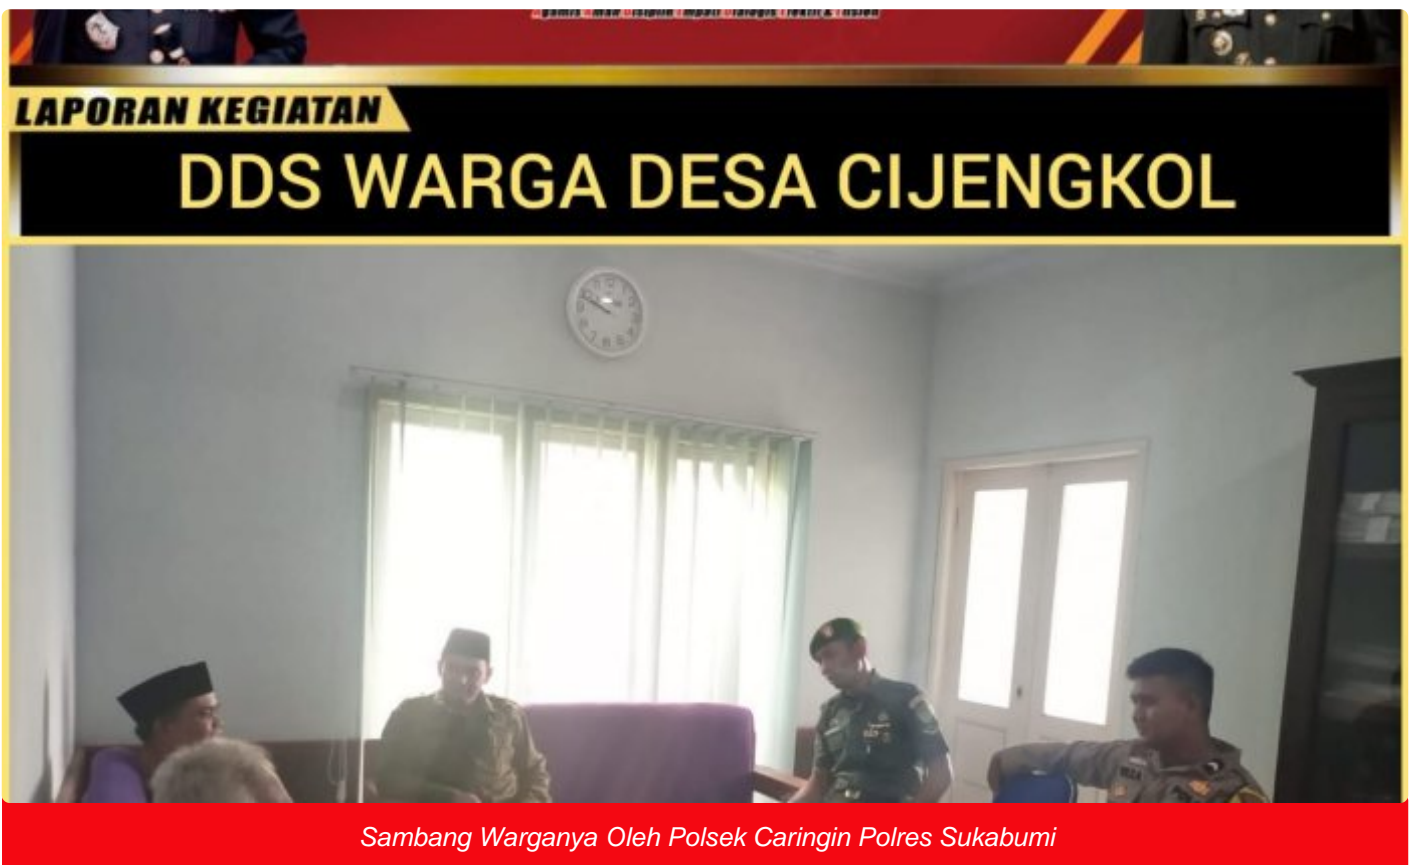 LAPORAN KEGIATAN
DDS WARGA DESA CIJENGKOL
Sambang Warganya Oleh Polsek Caringin Polres Sukabumi